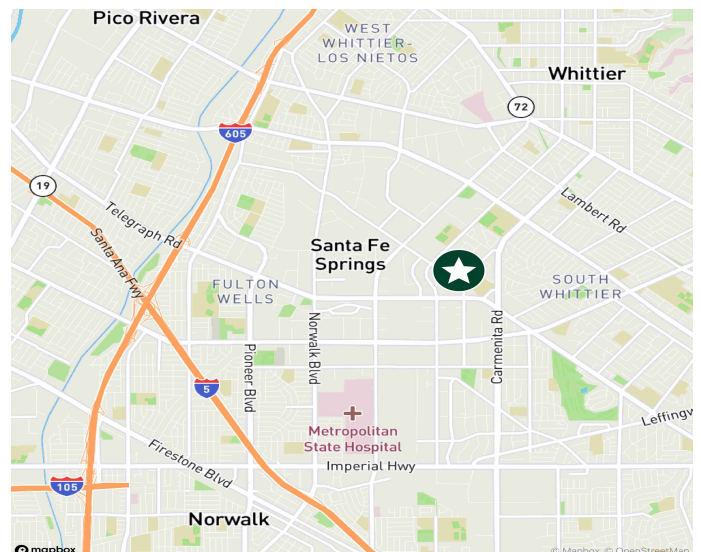 Pico Rivera
WEST
WHITTIER-
LOS NIETOS
Whittier
72
605
19
Telegraph Rd
Lambert Rd
Santa Ana Fwy
Santa Fe
Springs
FULTON
WELLS
SOUTH
WHITTIER
Norwalk Blvd
Carmenita Rd
Pioneer Blvd
5
Metropolitan
State Hospital
Leffingw
Firestone Blvd
Imperial Hwy
105
Norwalk
mapbox
© Mapbox, © OpenStreetMap